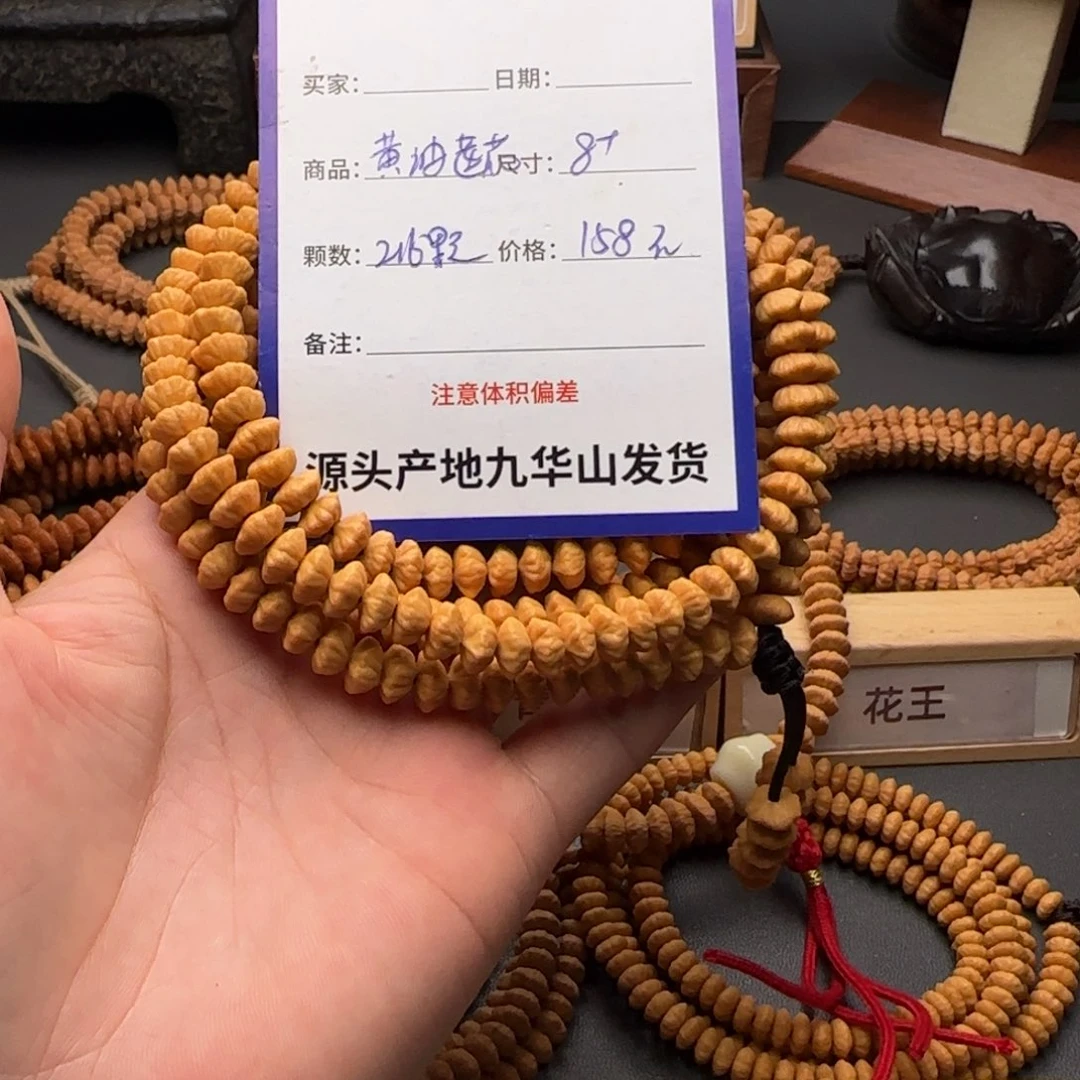 买家: 日期:
商品: 黄油莲花 尺寸: 8+
颗数: 216颗 价格: 158元
备注:
注意体积偏差
源头产地九华山发货
花王